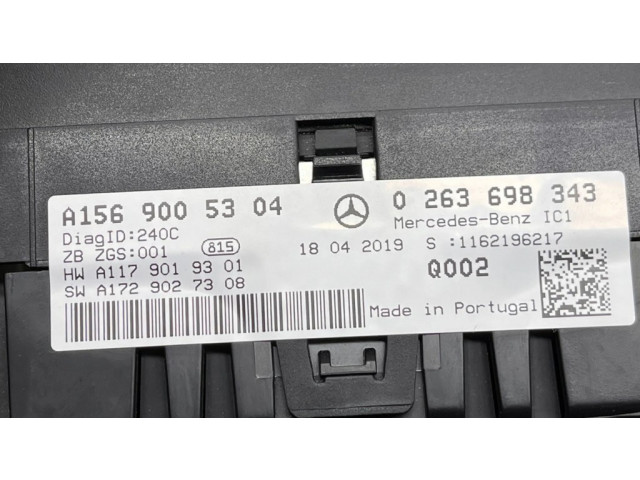 A156 900 53 04
DiagID:240C
ZB ZGS:001 815
HW A117 901 93 01
SW A172 902 73 08
18 04 2019
0 263 698 343
Mercedes-Benz IC1
S :1162196217
Q002
Made in Portugal